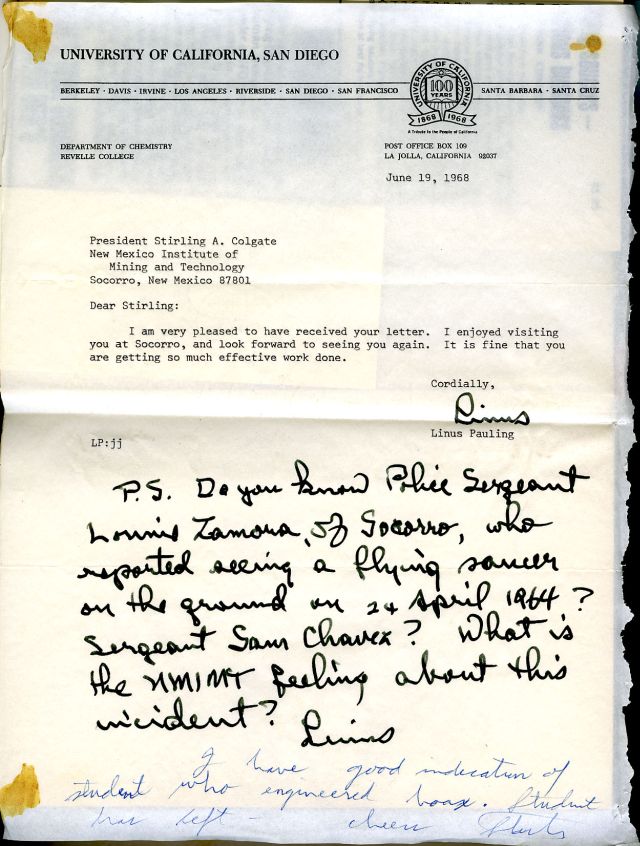 UNIVERSITY OF CALIFORNIA, SAN DIEGO
BERKELEY · DAVIS · IRVINE · LOS ANGELES · RIVERSIDE · SAN DIEGO · SAN FRANCISCO
UNIVERSITY OF CALIFORNIA
100
YEARS
1868 1968
A Tribute to the People of California
SANTA BARBARA · SANTA CRUZ
DEPARTMENT OF CHEMISTRY
REVELLE COLLEGE
POST OFFICE BOX 109
LA JOLLA, CALIFORNIA 92037
June 19, 1968
President Stirling A. Colgate
New Mexico Institute of
Mining and Technology
Socorro, New Mexico 87801
Dear Stirling:
I am very pleased to have received your letter. I enjoyed visiting
you at Socorro, and look forward to seeing you again. It is fine that you
are getting so much effective work done.
Cordially,
Linus
Linus Pauling
LP:jj
P.S. Do you know Police Sergeant
Lonnie Zamora, of Socorro, who
reported seeing a flying saucer
on the ground on 24 April 1964?
Sergeant Sam Chavez? What is
the NMIMT feeling about this
incident?
Linus
I have good indication of
student who engineered hoax. Student
has left -
cheers